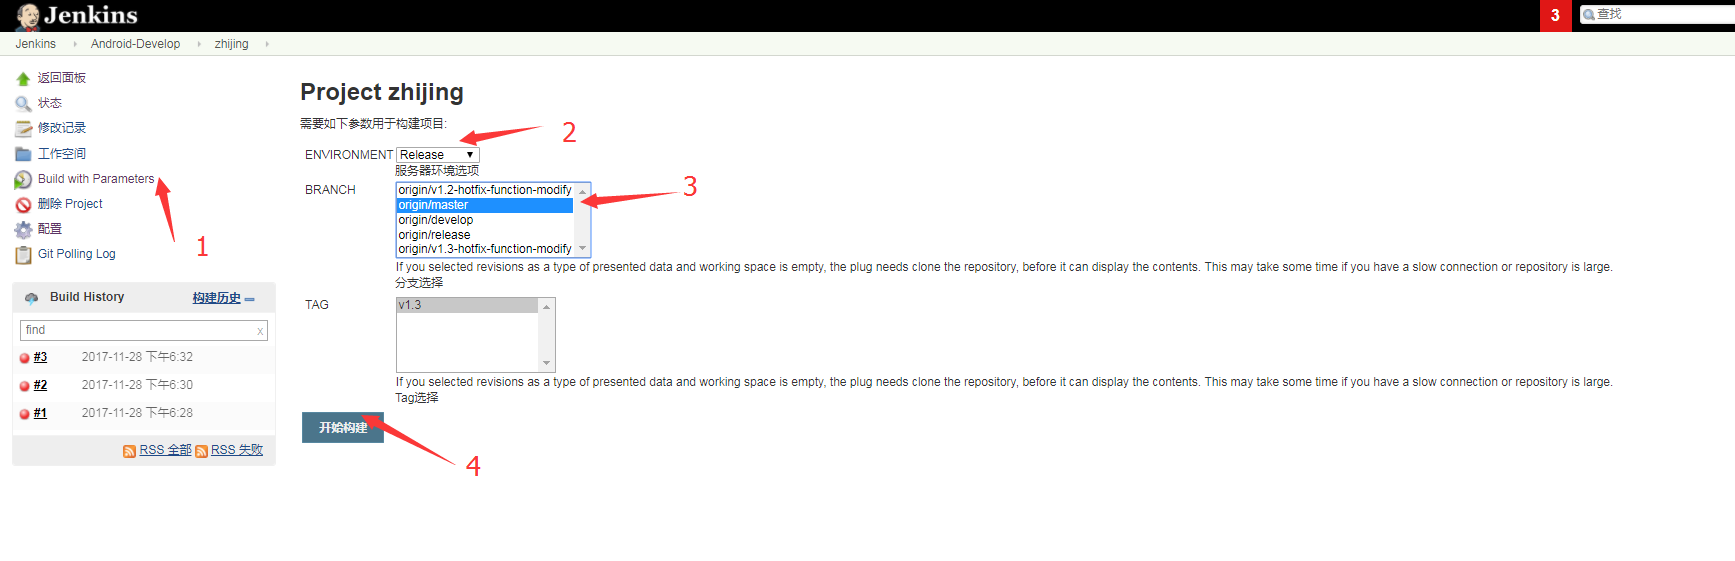 Jenkins
3
查找
Jenkins
Android-Develop
zhijing
返回面板
状态
修改记录
工作空间
Build with Parameters
删除 Project
配置
Git Polling Log
1
Build History
构建历史
find
x
#3
2017-11-28 下午6:32
#2
2017-11-28 下午6:30
#1
2017-11-28 下午6:28
RSS 全部
RSS 失败
Project zhijing
需要如下参数用于构建项目:
2
ENVIRONMENT
Release
服务器环境选项
BRANCH
origin/v1.2-hotfix-function-modify
origin/master
origin/develop
origin/release
origin/v1.3-hotfix-function-modify
3
If you selected revisions as a type of presented data and working space is empty, the plug needs clone the repository, before it can display the contents. This may take some time if you have a slow connection or repository is large.
分支选择
TAG
v1.3
If you selected revisions as a type of presented data and working space is empty, the plug needs clone the repository, before it can display the contents. This may take some time if you have a slow connection or repository is large.
Tag选择
开始构建
4